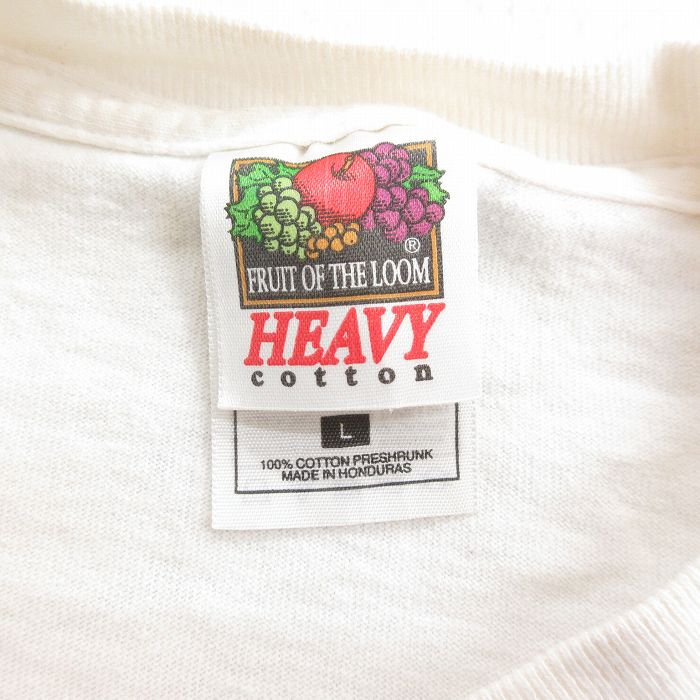 ®
FRUIT OF THE LOOM
HEAVY
cotton
L
100% COTTON PRESHRUNK
MADE IN HONDURAS